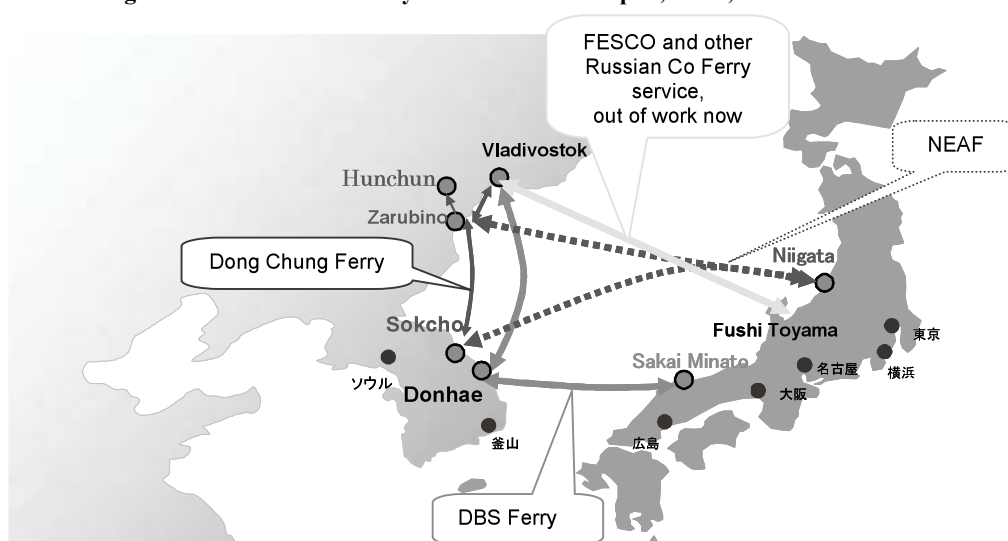 FESCO and other
Russian Co Ferry
service,
out of work now
NEAF
Vladivostok
Hunchun
Zarubino
Dong Chung Ferry
Niigata
Sokcho
Fushi Toyama
東京
Sakai Minato
名古屋
横浜
ソウル
Donhae
大阪
釜山
広島
DBS Ferry